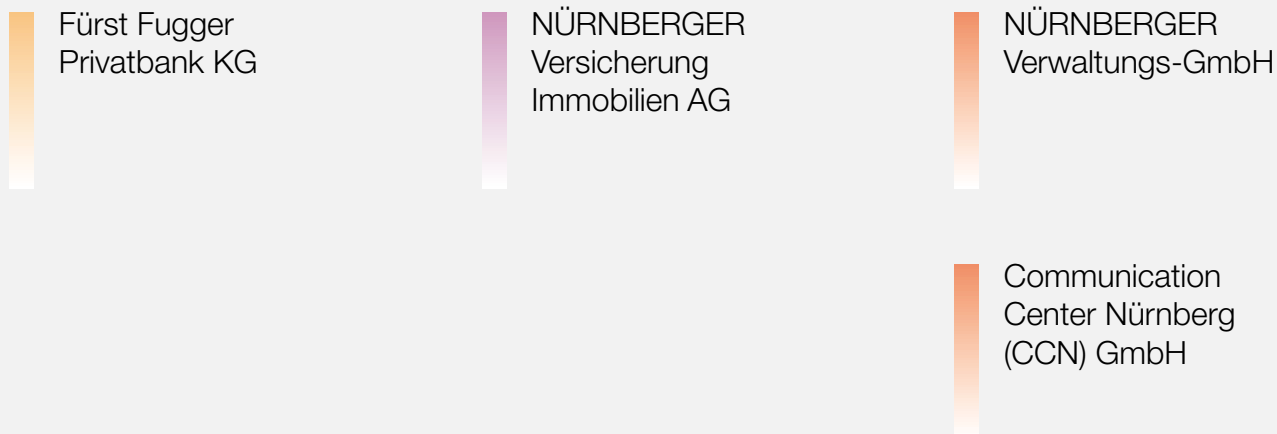 Fürst Fugger
Privatbank KG
NÜRNBERGER
Versicherung
Immobilien AG
NÜRNBERGER
Verwaltungs-GmbH
Communication
Center Nürnberg
(CCN) GmbH